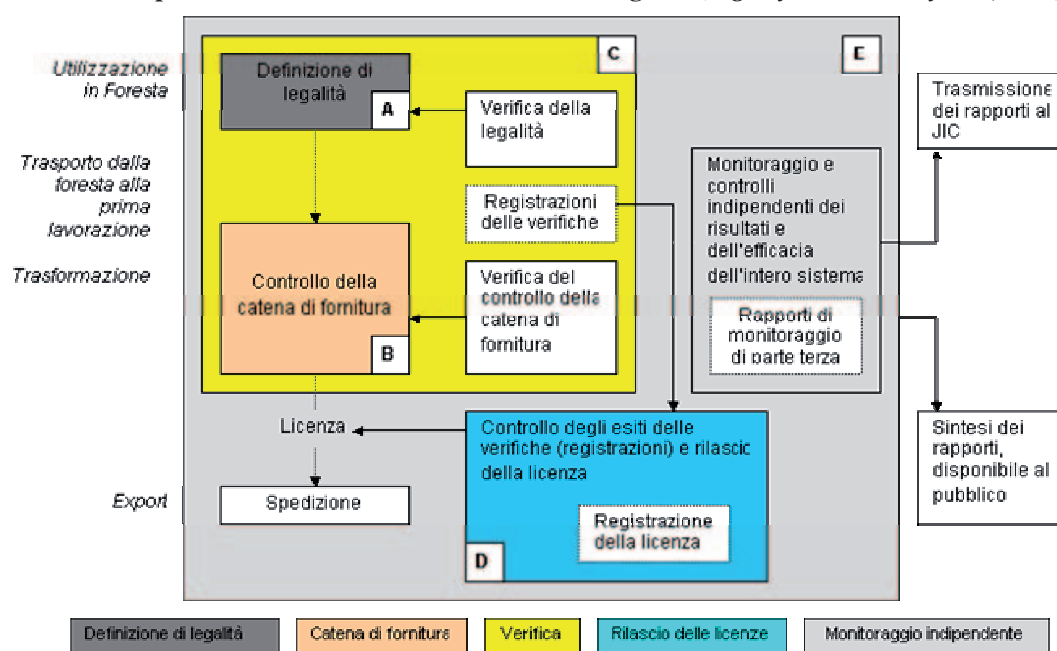 Utilizzazione
in Foresta
Trasporto dalla
foresta alla
prima
lavorazione
Trasformazione
Export
Definizione di
legalità
A
C
Verifica della
legalità
Registrazioni
delle verifiche
Controllo della
catena di fornitura
B
Verifica del
controllo della
catena di
fornitura
E
Monitoraggio e
controlli
indipendenti dei
risultati e
dell'efficacia
dell'intero sistema
Rapporti di
monitoraggio
di parte terza
Trasmissione
dei rapporti al
JIC
Sintesi dei
rapporti,
disponibile al
pubblico
Licenza
Spedizione
Controllo degli esiti delle
verifiche (registrazioni) e rilascio
della licenza
Registrazione
della licenza
D
Definizione di legalità
Catena di fornitura
Verifica
Rilascio delle licenze
Monitoraggio indipendente